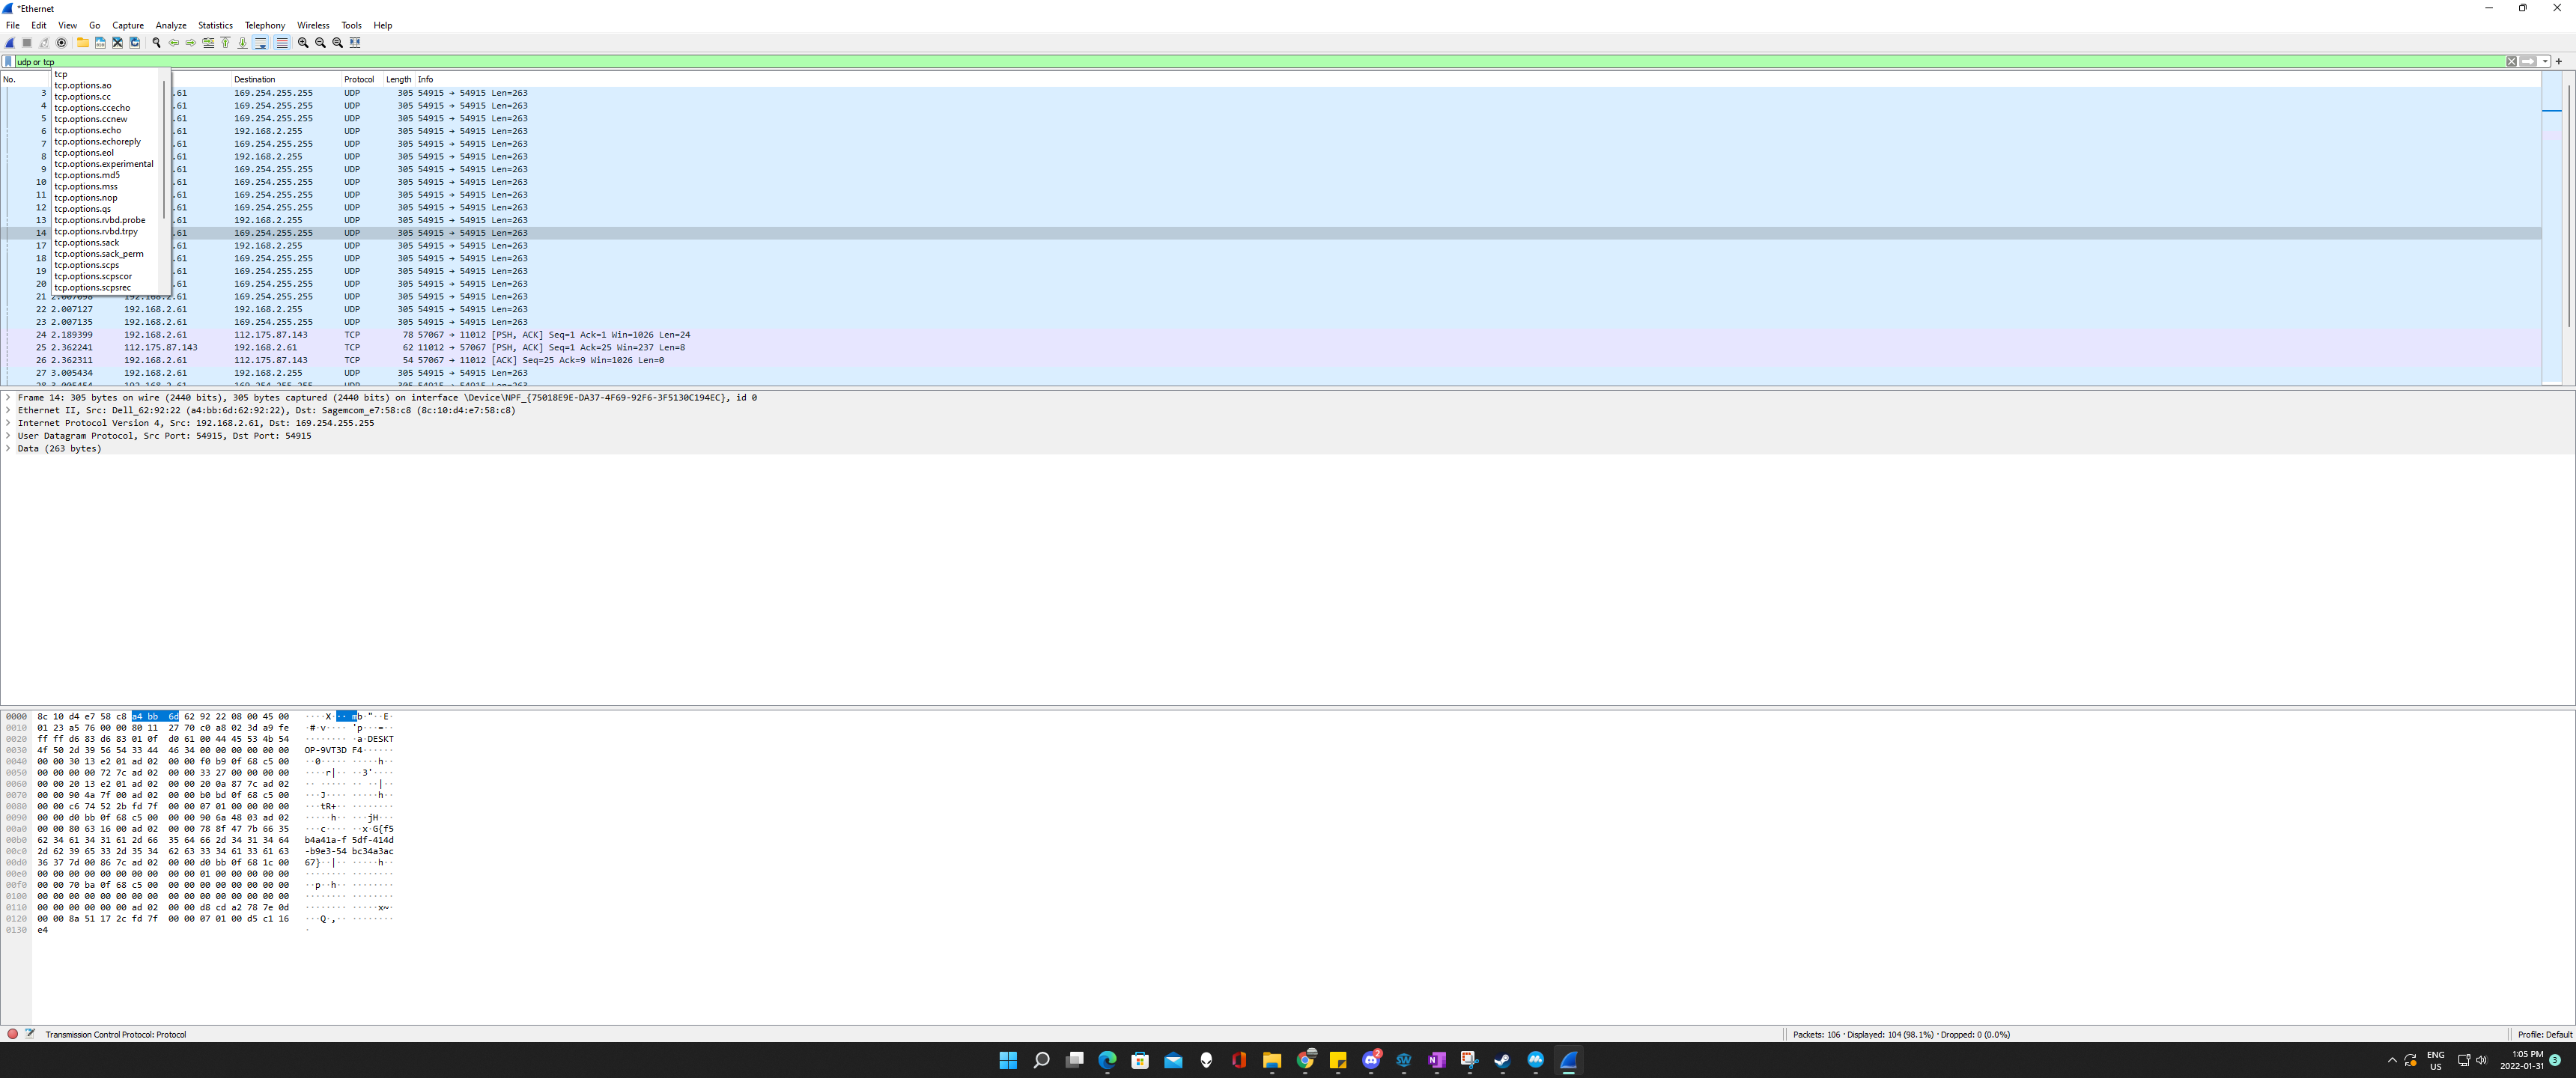 *Ethernet
File Edit View Go Capture Analyze Statistics Telephony Wireless Tools Help
udp or tcp
No. Destination Protocol Length Info
tcp
tcp.options.ao
tcp.options.cc
tcp.options.ccecho
tcp.options.ccnew
tcp.options.echo
tcp.options.echoreply
tcp.options.eol
tcp.options.experimental
tcp.options.md5
tcp.options.mss
tcp.options.nop
tcp.options.qs
tcp.options.rvbd.probe
tcp.options.rvbd.trpy
tcp.options.sack
tcp.options.sack_perm
tcp.options.scps
tcp.options.scpscor
tcp.options.scpsrec
3 .61 169.254.255.255 UDP 305 54915 → 54915 Len=263
4 .61 169.254.255.255 UDP 305 54915 → 54915 Len=263
5 .61 169.254.255.255 UDP 305 54915 → 54915 Len=263
6 .61 192.168.2.255 UDP 305 54915 → 54915 Len=263
7 .61 169.254.255.255 UDP 305 54915 → 54915 Len=263
8 .61 192.168.2.255 UDP 305 54915 → 54915 Len=263
9 .61 169.254.255.255 UDP 305 54915 → 54915 Len=263
10 .61 169.254.255.255 UDP 305 54915 → 54915 Len=263
11 .61 169.254.255.255 UDP 305 54915 → 54915 Len=263
12 .61 169.254.255.255 UDP 305 54915 → 54915 Len=263
13 .61 192.168.2.255 UDP 305 54915 → 54915 Len=263
14 .61 169.254.255.255 UDP 305 54915 → 54915 Len=263
17 .61 192.168.2.255 UDP 305 54915 → 54915 Len=263
18 .61 169.254.255.255 UDP 305 54915 → 54915 Len=263
19 .61 169.254.255.255 UDP 305 54915 → 54915 Len=263
20 .61 169.254.255.255 UDP 305 54915 → 54915 Len=263
21 2.007098 192.168.2.61 169.254.255.255 UDP 305 54915 → 54915 Len=263
22 2.007127 192.168.2.61 192.168.2.255 UDP 305 54915 → 54915 Len=263
23 2.007135 192.168.2.61 169.254.255.255 UDP 305 54915 → 54915 Len=263
24 2.189399 192.168.2.61 112.175.87.143 TCP 78 57067 → 11012 [PSH, ACK] Seq=1 Ack=1 Win=1026 Len=24
25 2.362241 112.175.87.143 192.168.2.61 TCP 62 11012 → 57067 [PSH, ACK] Seq=1 Ack=25 Win=237 Len=8
26 2.362311 192.168.2.61 112.175.87.143 TCP 54 57067 → 11012 [ACK] Seq=25 Ack=9 Win=1026 Len=0
27 3.005434 192.168.2.61 192.168.2.255 UDP 305 54915 → 54915 Len=263
28 3.005454 192.168.2.61 169.254.255.255 UDP 305 54915 → 54915 Len=263
Frame 14: 305 bytes on wire (2440 bits), 305 bytes captured (2440 bits) on interface \Device\NPF_{75018E9E-DA37-4F69-92F6-3F5130C194EC}, id 0
Ethernet II, Src: Dell_62:92:22 (a4:bb:6d:62:92:22), Dst: Sagemcom_e7:58:c8 (8c:10:d4:e7:58:c8)
Internet Protocol Version 4, Src: 192.168.2.61, Dst: 169.254.255.255
User Datagram Protocol, Src Port: 54915, Dst Port: 54915
Data (263 bytes)
0000 8c 10 d4 e7 58 c8 a4 bb 6d 62 92 22 08 00 45 00 ····X··· mb·"··E·
0010 01 23 a5 76 00 00 80 11 27 70 c0 a8 02 3d a9 fe ·#·v···· 'p···=··
0020 ff ff d6 83 d6 83 01 0f d0 61 00 44 45 53 4b 54 ········ ·a·DESKT
0030 4f 50 2d 39 56 54 33 44 46 34 00 00 00 00 00 00 OP-9VT3D F4······
0040 00 00 30 13 e2 01 ad 02 00 00 f0 b9 0f 68 c5 00 ··0····· ·····h··
0050 00 00 00 00 72 7c ad 02 00 00 33 27 00 00 00 00 ····r|·· ··3'····
0060 00 00 20 13 e2 01 ad 02 00 00 20 0a 87 7c ad 02 ·· ····· ·· ··|··
0070 00 00 90 4a 7f 00 ad 02 00 00 b0 bd 0f 68 c5 00 ···J···· ·····h··
0080 00 00 c6 74 52 2b fd 7f 00 00 07 01 00 00 00 00 ···tR+·· ········
0090 00 00 d0 bb 0f 68 c5 00 00 00 90 6a 48 03 ad 02 ·····h·· ···jH···
00a0 00 00 80 63 16 00 ad 02 00 00 78 8f 47 7b 66 35 ···c···· ··x·G{f5
00b0 62 34 61 34 31 61 2d 66 35 64 66 2d 34 31 34 64 b4a41a-f 5df-414d
00c0 2d 62 39 65 33 2d 35 34 62 63 33 34 61 33 61 63 -b9e3-54 bc34a3ac
00d0 36 37 7d 00 86 7c ad 02 00 00 d0 bb 0f 68 1c 00 67}··|·· ·····h··
00e0 00 00 00 00 00 00 00 00 00 00 01 00 00 00 00 00 ········ ········
00f0 00 00 70 ba 0f 68 c5 00 00 00 00 00 00 00 00 00 ··p··h·· ········
0100 00 00 00 00 00 00 00 00 00 00 00 00 00 00 00 00 ········ ········
0110 00 00 00 00 00 00 ad 02 00 00 d8 cd a2 78 7e 0d ········ ·····x~·
0120 00 00 8a 51 17 2c fd 7f 00 00 07 01 00 d5 c1 16 ···Q·,·· ········
0130 e4 ·
Transmission Control Protocol: Protocol Packets: 106 · Displayed: 104 (98.1%) · Dropped: 0 (0.0%) Profile: Default
2
ENG
US
1:05 PM
2022-01-31
3